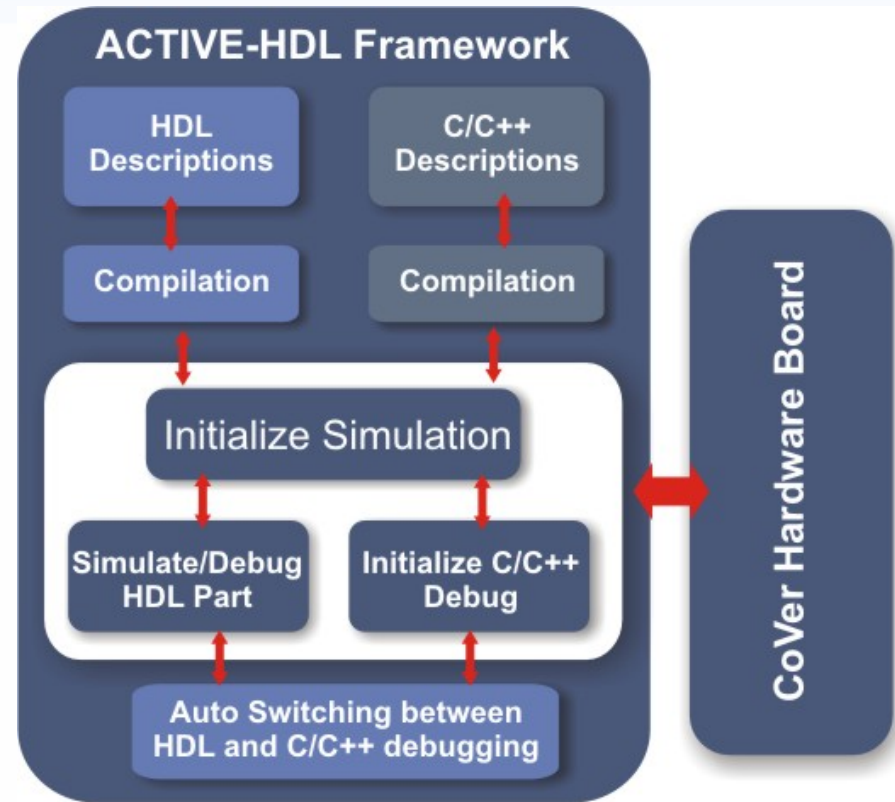 ACTIVE-HDL Framework
HDL
Descriptions
C/C++
Descriptions
Compilation
Compilation
Initialize Simulation
Simulate/Debug
HDL Part
Initialize C/C++
Debug
Auto Switching between
HDL and C/C++ debugging
CoVer Hardware Board